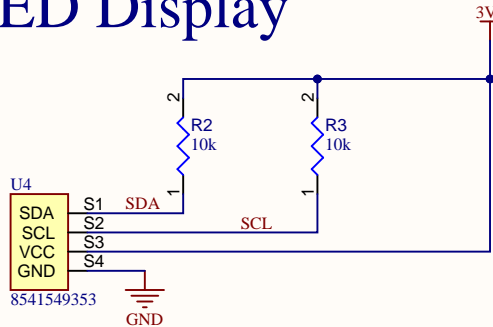 ED Display
3V
2
R2
10k
1
2
R3
10k
1
U4
SDA S1 SDA
SCL S2 SCL
VCC S3
GND S4
8541549353
GND